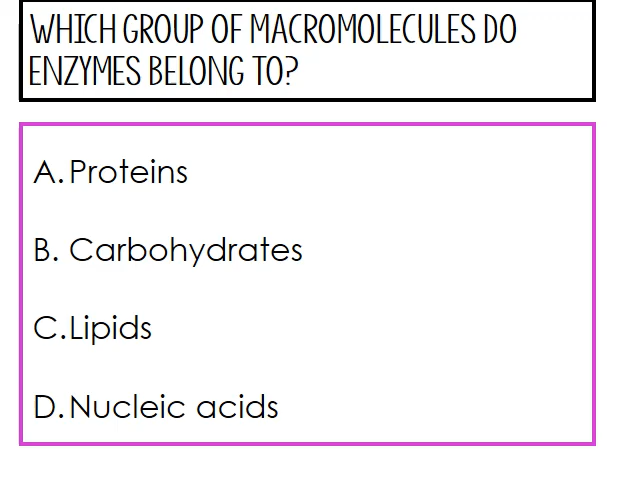 WHICH GROUP OF MACROMOLECULES DO
ENZYMES BELONG TO?
A. Proteins
B. Carbohydrates
C. Lipids
D. Nucleic acids